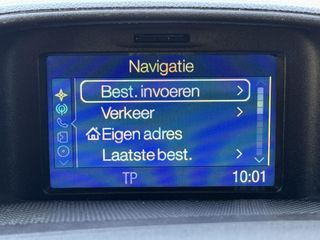 Navigatie
Best. invoeren
Verkeer
Eigen adres
Laatste best.
TP 10:01